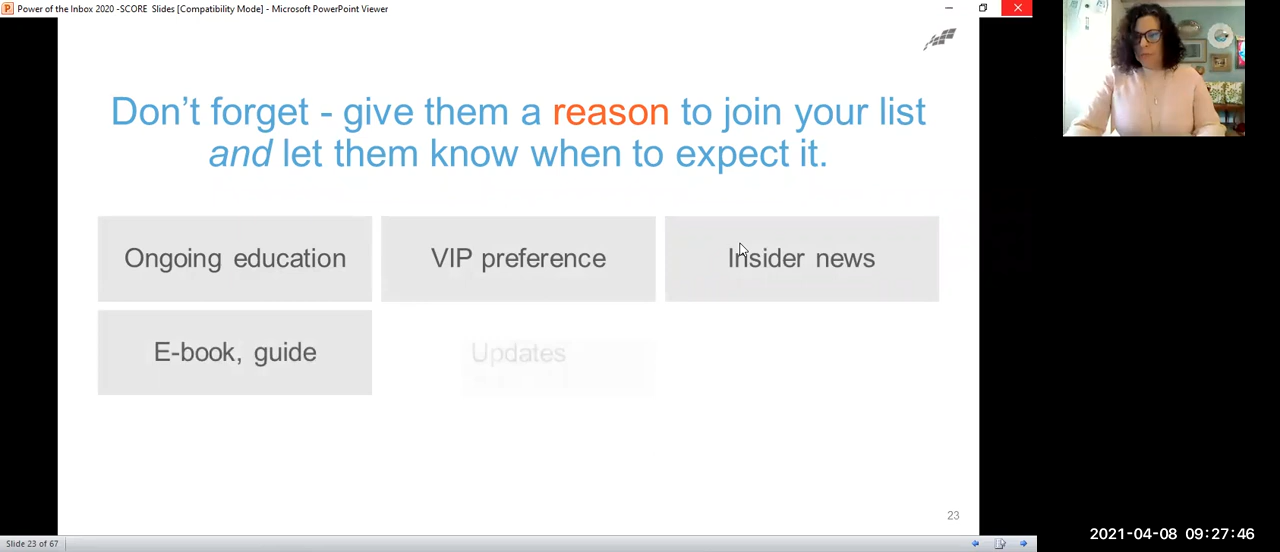 Power of the Inbox 2020 -SCORE Slides [Compatibility Mode] - Microsoft PowerPoint Viewer
Don’t forget - give them a reason to join your list
and let them know when to expect it.
Ongoing education
VIP preference
Insider news
E-book, guide
Updates
23
Slide 23 of 67
2021-04-08 09:27:46